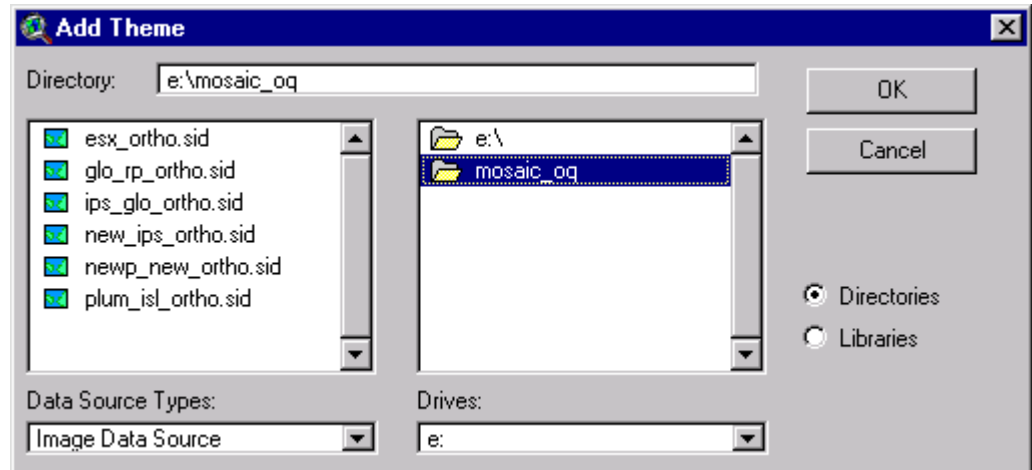 Add Theme
Directory: e:\mosaic_oq
OK
Cancel
esx_ortho.sid
glo_rp_ortho.sid
ips_glo_ortho.sid
new_ips_ortho.sid
newp_new_ortho.sid
plum_isl_ortho.sid
e:\
mosaic_oq
Directories
Libraries
Data Source Types:
Image Data Source
Drives:
e: